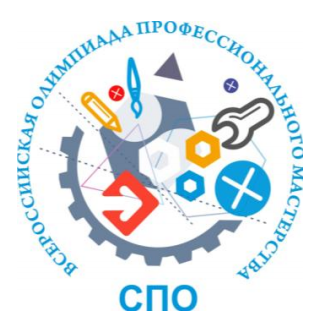 ВСЕРОССИЙСКАЯ ОЛИМПИАДА ПРОФЕССИОНАЛЬНОГО МАСТЕРСТВА
СПО